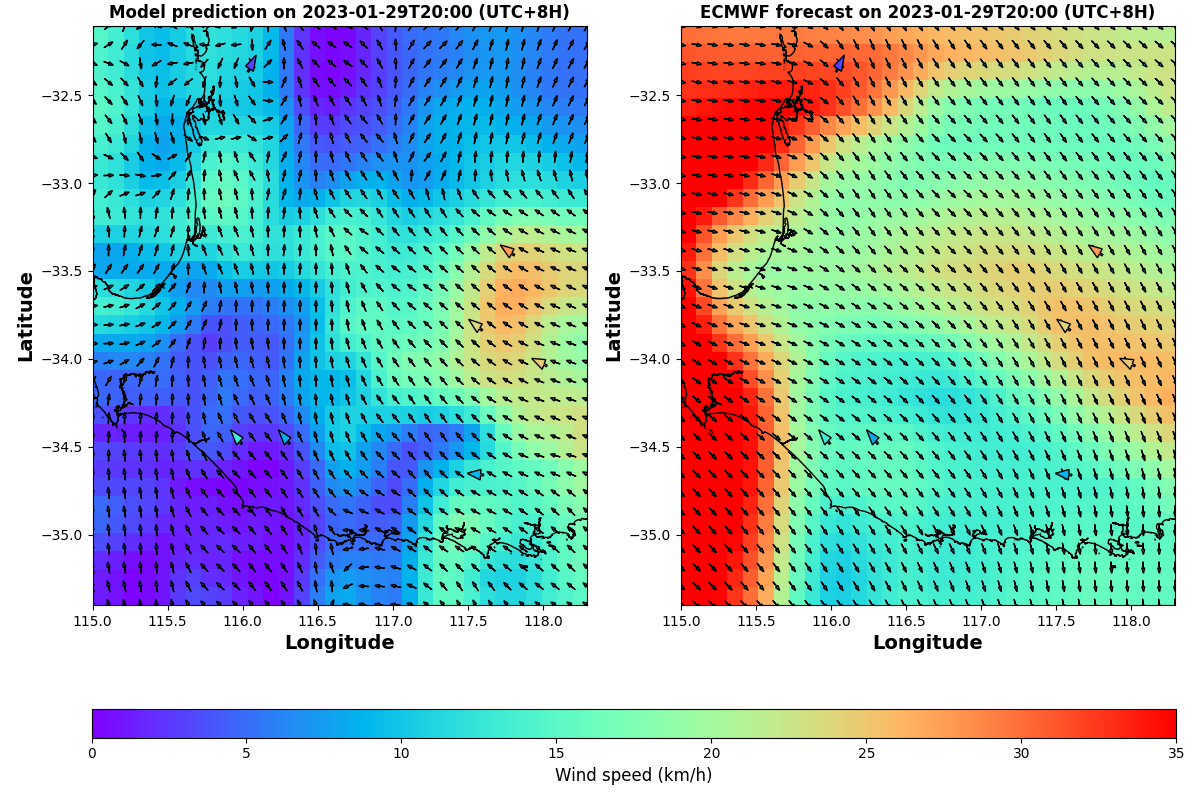 Model prediction on 2023-01-29T20:00 (UTC+8H)
ECMWF forecast on 2023-01-29T20:00 (UTC+8H)
Latitude
−32.5
−33.0
−33.5
−34.0
−34.5
−35.0
115.0 115.5 116.0 116.5 117.0 117.5 118.0
Longitude
Latitude
−32.5
−33.0
−33.5
−34.0
−34.5
−35.0
115.0 115.5 116.0 116.5 117.0 117.5 118.0
Longitude
0 5 10 15 20 25 30 35
Wind speed (km/h)